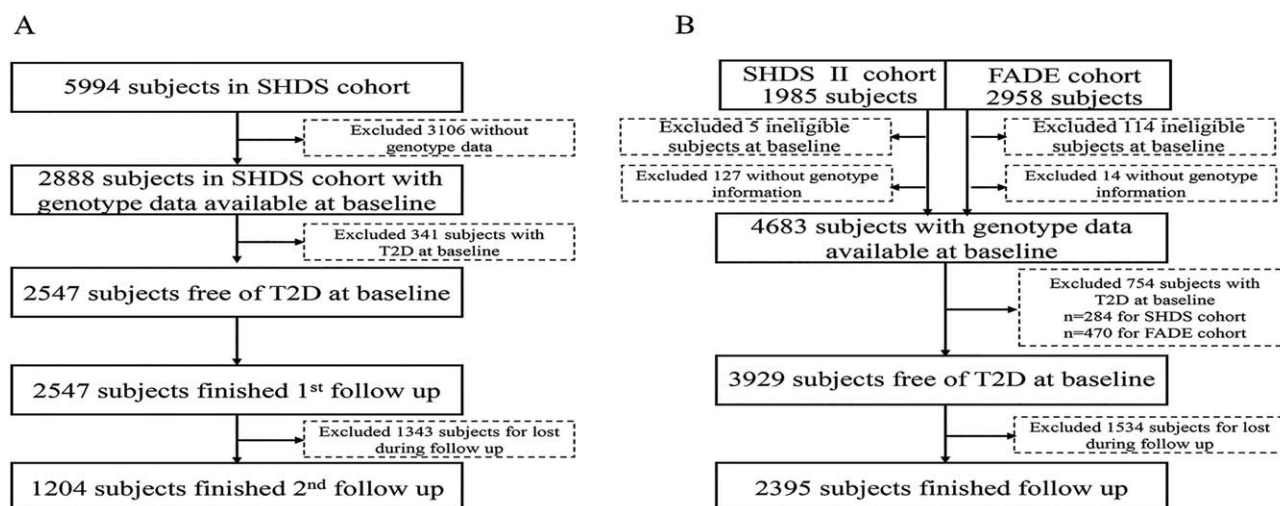 A
5994 subjects in SHDS cohort
Excluded 3106 without
genotype data
2888 subjects in SHDS cohort with
genotype data available at baseline
Excluded 341 subjects with
T2D at baseline
2547 subjects free of T2D at baseline
2547 subjects finished 1st follow up
Excluded 1343 subjects for lost
during follow up
1204 subjects finished 2nd follow up
B
SHDS II cohort
1985 subjects
FADE cohort
2958 subjects
Excluded 5 ineligible
subjects at baseline
Excluded 114 ineligible
subjects at baseline
Excluded 127 without genotype
information
Excluded 14 without genotype
information
4683 subjects with genotype data
available at baseline
Excluded 754 subjects with
T2D at baseline
n=284 for SHDS cohort
n=470 for FADE cohort
3929 subjects free of T2D at baseline
Excluded 1534 subjects for lost
during follow up
2395 subjects finished follow up